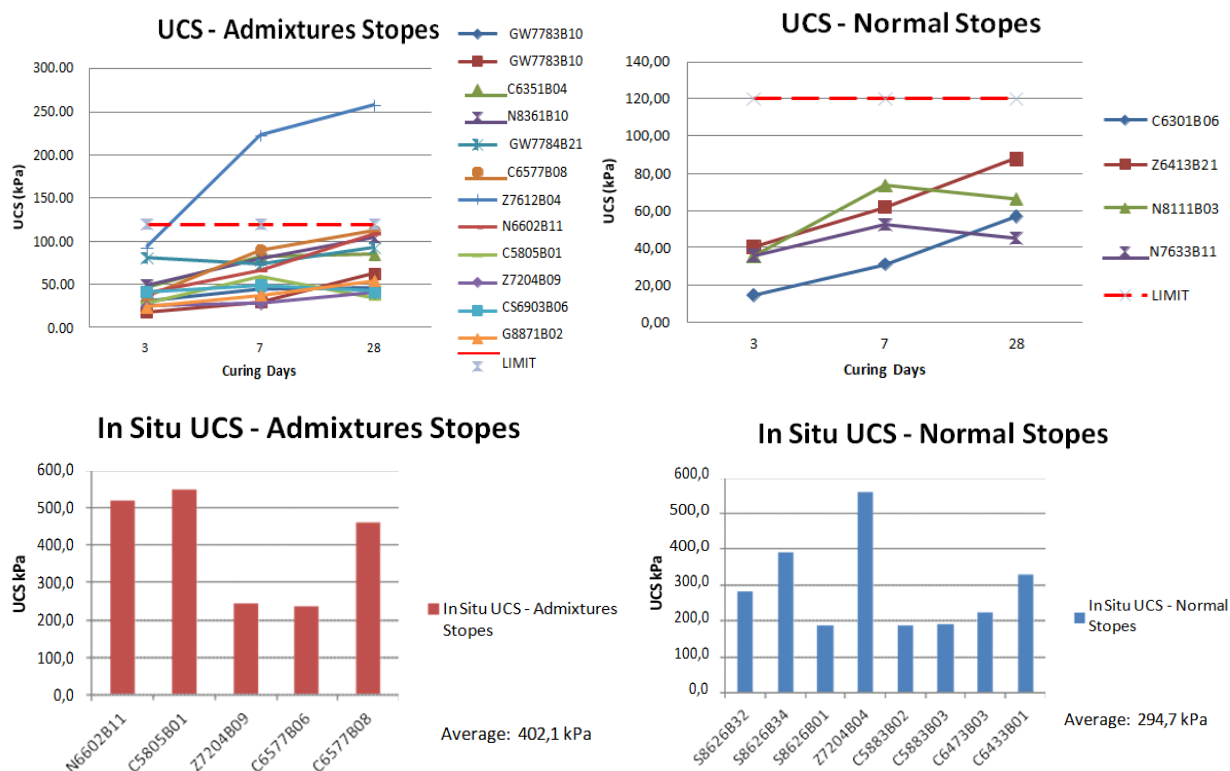 UCS - Admixtures Stopes
UCS (kPa)
300.00
250.00
200.00
150.00
100.00
50.00
0.00
3
7
28
Curing Days
GW7783B10
GW7783B10
C6351B04
N8361B10
GW7784B21
C6577B08
Z7612B04
N6602B11
C5805B01
Z7204B09
CS6903B06
G8871B02
LIMIT
UCS - Normal Stopes
UCS (kPa)
140,00
120,00
100,00
80,00
60,00
40,00
20,00
0,00
3
7
28
Curing Days
C6301B06
Z6413B21
N8111B03
N7633B11
LIMIT
In Situ UCS - Admixtures Stopes
UCS kPa
600,0
500,0
400,0
300,0
200,0
100,0
0,0
N6602B11
C5805B01
Z7204B09
C6577B06
C6577B08
In Situ UCS - Admixtures
Stopes
Average: 402,1 kPa
In Situ UCS - Normal Stopes
UCS kPa
600,0
500,0
400,0
300,0
200,0
100,0
0,0
S8626B32
S8626B34
S8626B01
Z7204B04
C5883B02
C5883B03
C6473B03
C6433B01
In Situ UCS - Normal
Stopes
Average: 294,7 kPa